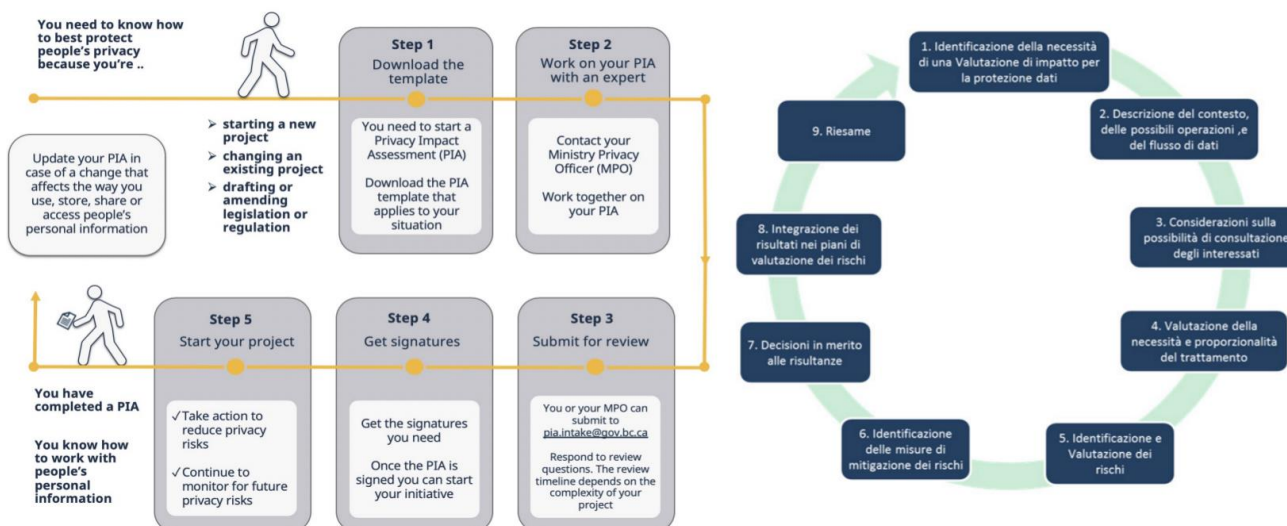 You need to know how
to best protect
people's privacy
because you're ..
➢ starting a new
project
➢ changing an
existing project
➢ drafting or
amending
legislation or
regulation
Update your PIA in
case of a change that
affects the way you
use, store, share or
access people's
personal information
Step 1
Download the
template
You need to start a
Privacy Impact
Assessment (PIA)
Download the PIA
template that
applies to your
situation
Step 2
Work on your PIA
with an expert
Contact your
Ministry Privacy
Officer (MPO)
Work together on
your PIA
Step 3
Submit for review
You or your MPO can
submit to
pia.intake@gov.bc.ca
Respond to review
questions. The review
timeline depends on the
complexity of your
project
Step 4
Get signatures
Get the signatures
you need
Once the PIA is
signed you can start
your initiative
Step 5
Start your project
✓Take action to
reduce privacy
risks
✓Continue to
monitor for future
privacy risks
You have
completed a PIA
You know how
to work with
people's
personal
information
1. Identificazione della necessità
di una Valutazione di impatto per
la protezione dati
2. Descrizione del contesto,
delle possibili operazioni ,e
del flusso di dati
3. Considerazioni sulla
possibilità di consultazione
degli interessati
4. Valutazione della
necessità e proporzionalità
del trattamento
5. Identificazione e
Valutazione dei
rischi
6. Identificazione
delle misure di
mitigazione dei rischi
7. Decisioni in merito
alle risultanze
8. Integrazione dei
risultati nei piani di
valutazione dei rischi
9. Riesame